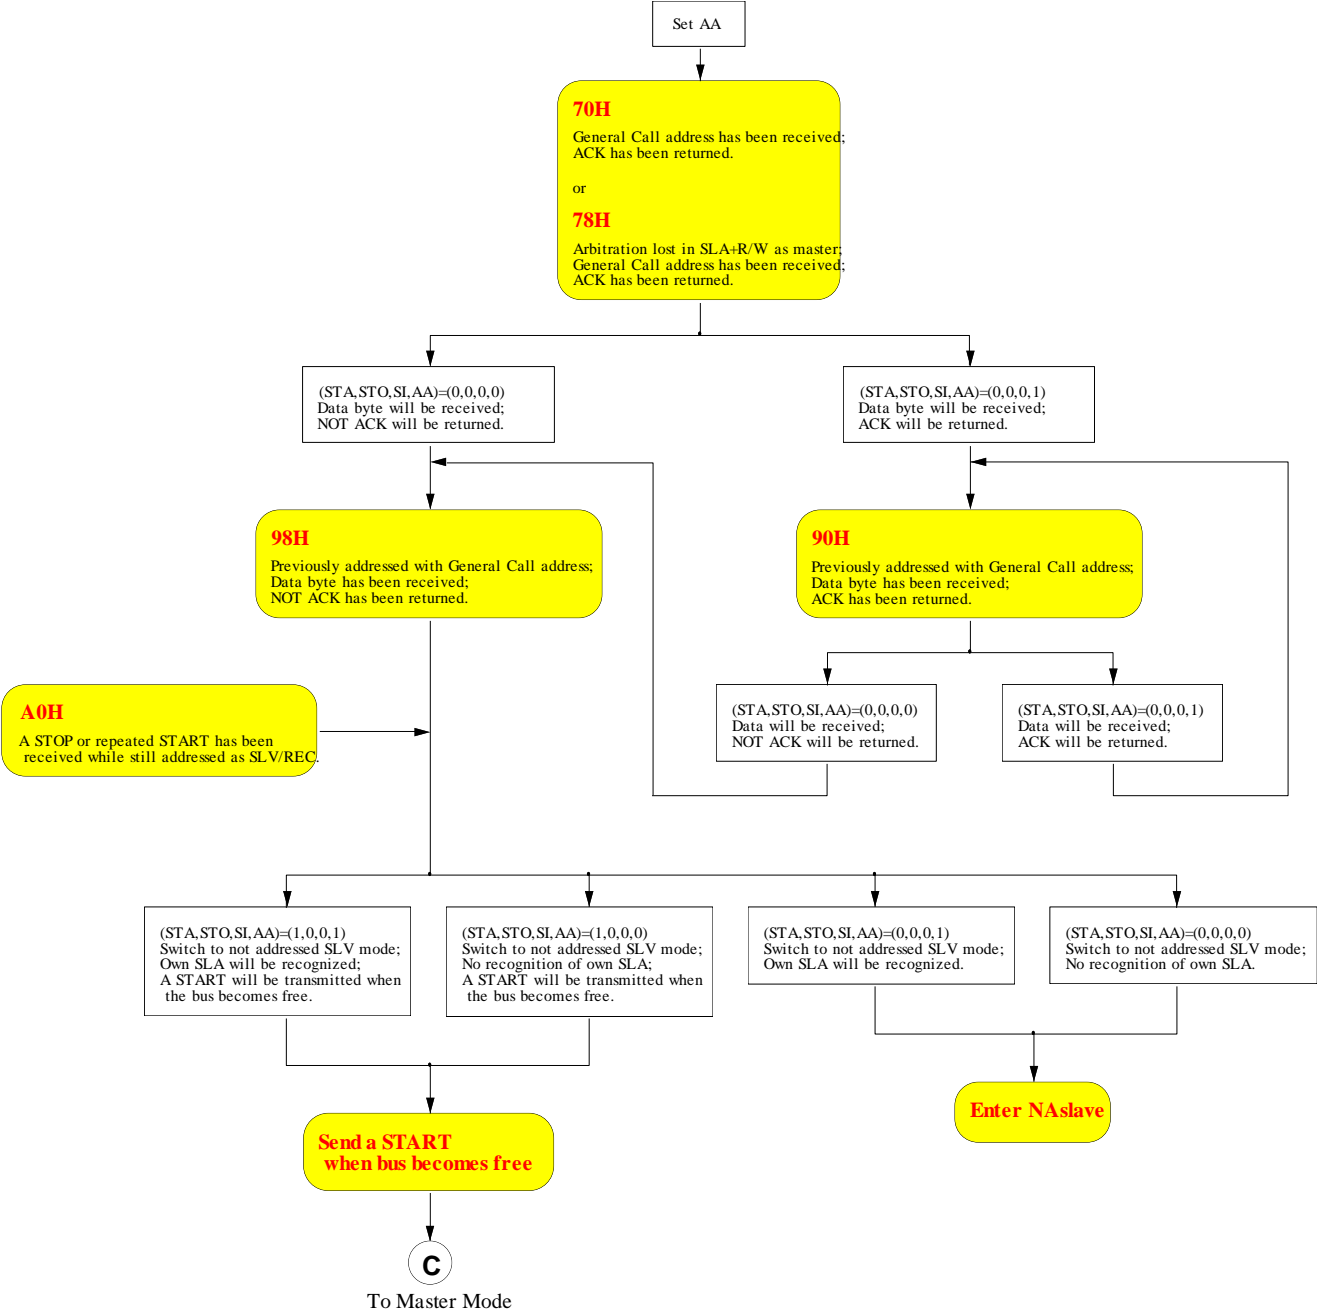 Set AA
70H
General Call address has been received;
ACK has been returned.
or
78H
Arbitration lost in SLA+R/W as master;
General Call address has been received;
ACK has been returned.
(STA,STO,SI,AA)=(0,0,0,0)
Data byte will be received;
NOT ACK will be returned.
(STA,STO,SI,AA)=(0,0,0,1)
Data byte will be received;
ACK will be returned.
98H
Previously addressed with General Call address;
Data byte has been received;
NOT ACK has been returned.
90H
Previously addressed with General Call address;
Data byte has been received;
ACK has been returned.
A0H
A STOP or repeated START has been
received while still addressed as SLV/REC.
(STA,STO,SI,AA)=(0,0,0,0)
Data will be received;
NOT ACK will be returned.
(STA,STO,SI,AA)=(0,0,0,1)
Data will be received;
ACK will be returned.
(STA,STO,SI,AA)=(1,0,0,1)
Switch to not addressed SLV mode;
Own SLA will be recognized;
A START will be transmitted when
the bus becomes free.
(STA,STO,SI,AA)=(1,0,0,0)
Switch to not addressed SLV mode;
No recognition of own SLA;
A START will be transmitted when
the bus becomes free.
(STA,STO,SI,AA)=(0,0,0,1)
Switch to not addressed SLV mode;
Own SLA will be recognized.
(STA,STO,SI,AA)=(0,0,0,0)
Switch to not addressed SLV mode;
No recognition of own SLA.
Enter NAslave
Send a START
when bus becomes free
C
To Master Mode